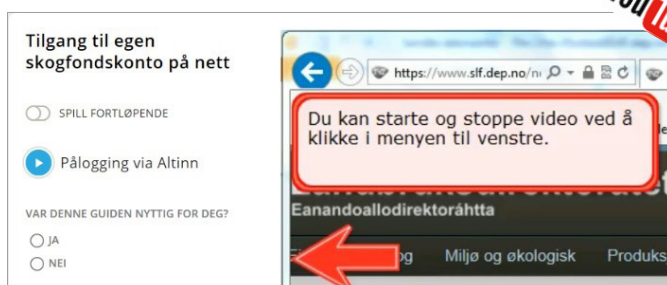 Tilgang til egen
skogfondskonto på nett
SPILL FORTLØPENDE
Pålogging via Altinn
VAR DENNE GUIDEN NYTTIG FOR DEG?
JA
NEI
You
https://www.slf.dep.no/
Du kan starte og stoppe video ved å
klikke i menyen til venstre.
Eanandoallodirektoráhtta
og Miljø og økologisk Produks